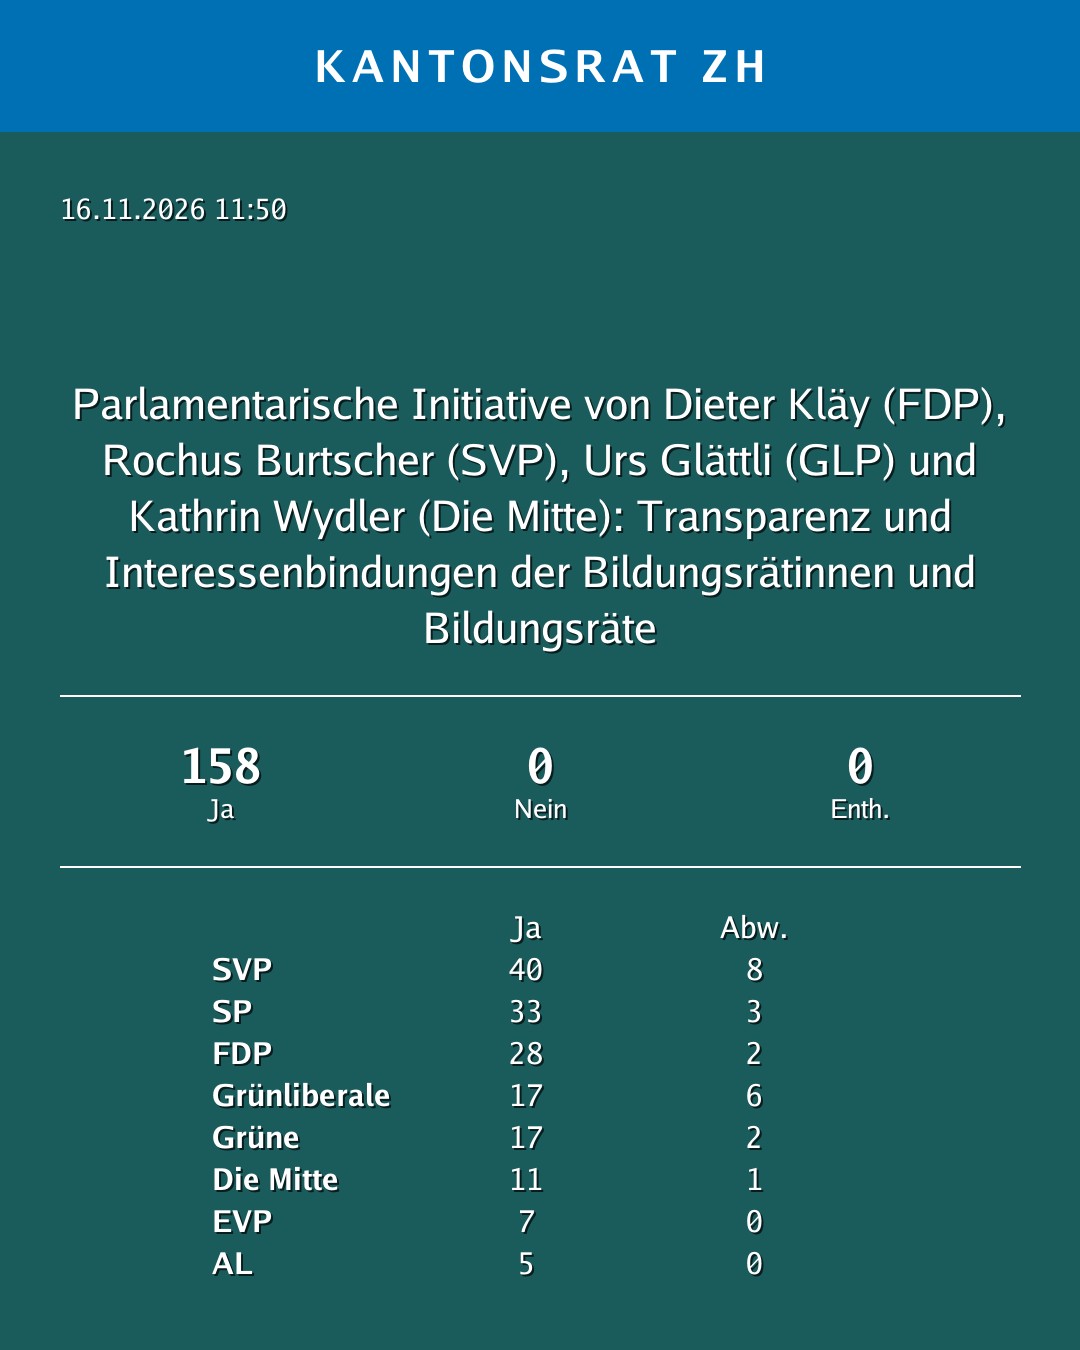 KANTONSRAT ZH
16.11.2026 11:50
Parlamentarische Initiative von Dieter Kläy (FDP),
Rochus Burtscher (SVP), Urs Glättli (GLP) und
Kathrin Wydler (Die Mitte): Transparenz und
Interessenbindungen der Bildungsrätinnen und
Bildungsräte
158 0 0
Ja Nein Enth.
Ja Abw.
SVP 40 8
SP 33 3
FDP 28 2
Grünliberale 17 6
Grüne 17 2
Die Mitte 11 1
EVP 7 0
AL 5 0